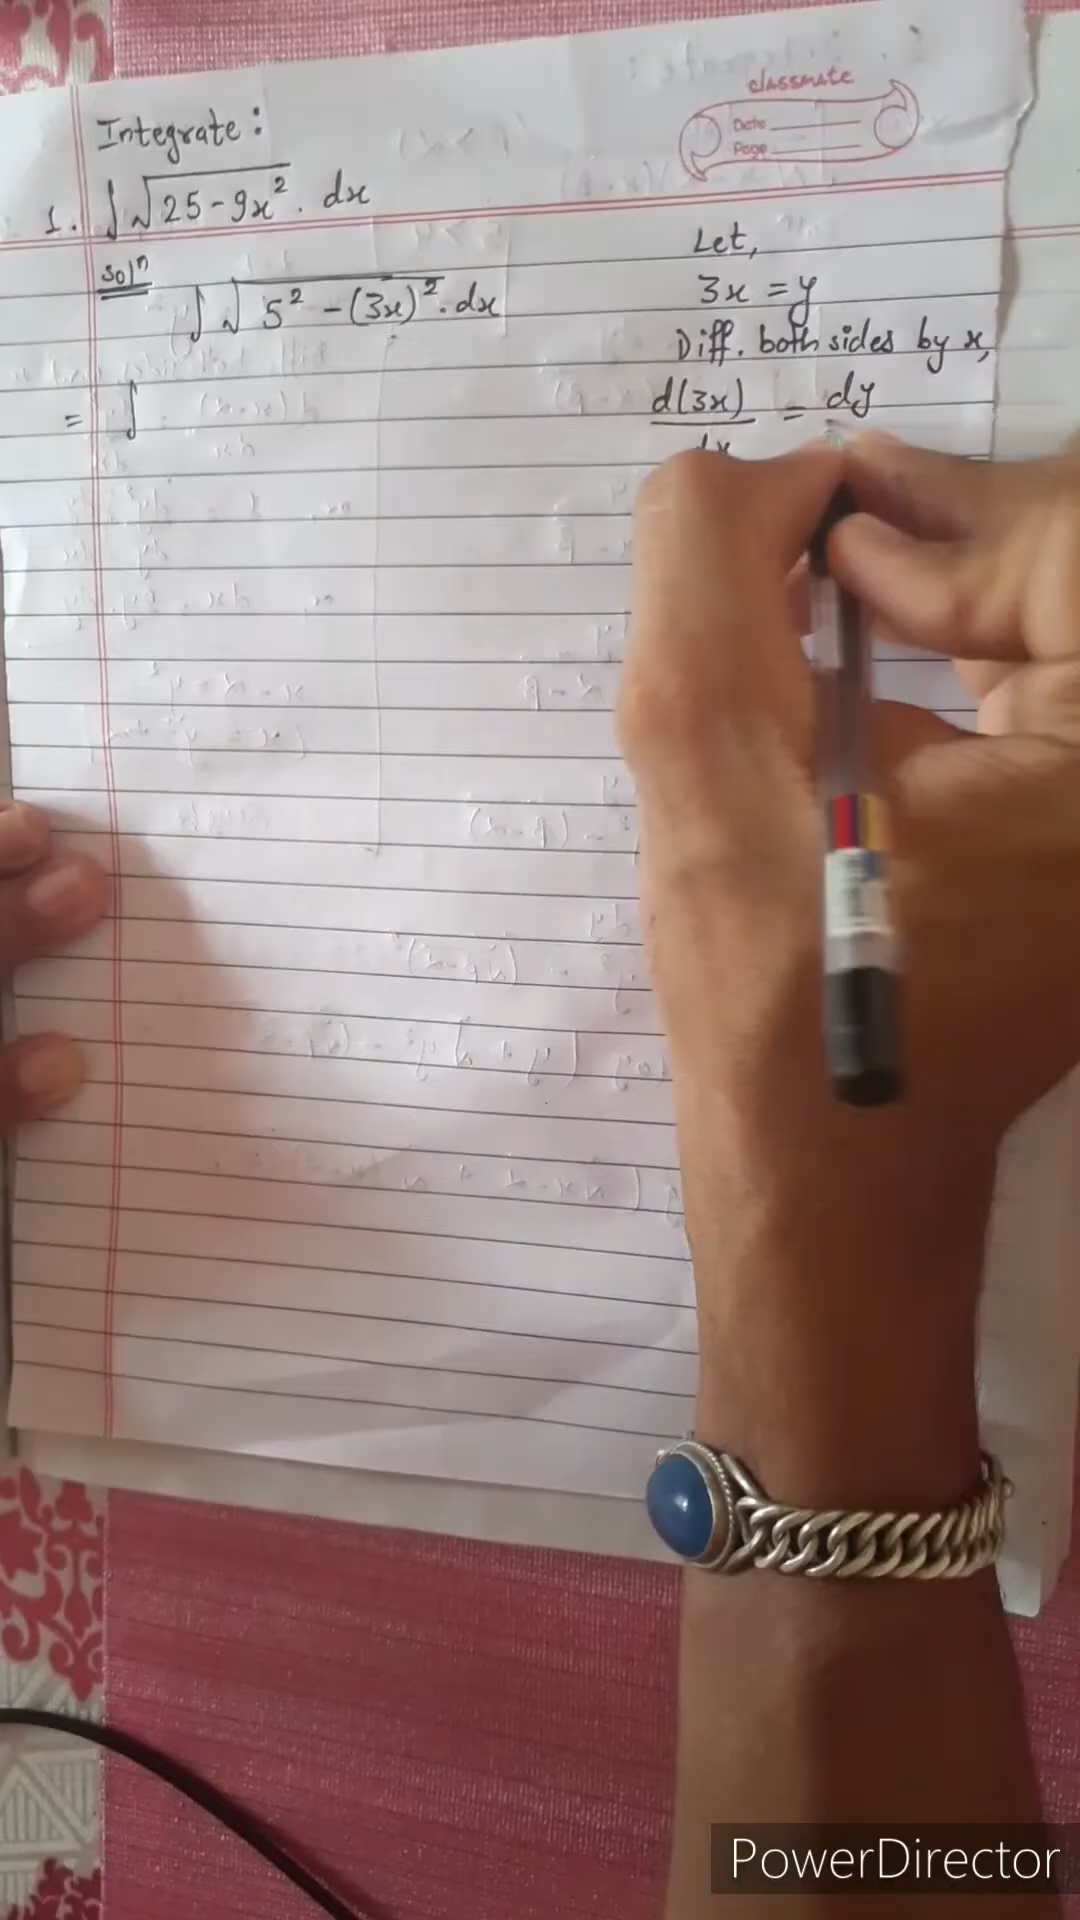 classmate
Date
Page
Integrate:
1. ∫√25-9x². dx
Solⁿ
∫√5²-(3x)². dx
= ∫
Let,
3x = y
Diff. both sides by x,
d(3x)/dx = dy
PowerDirector